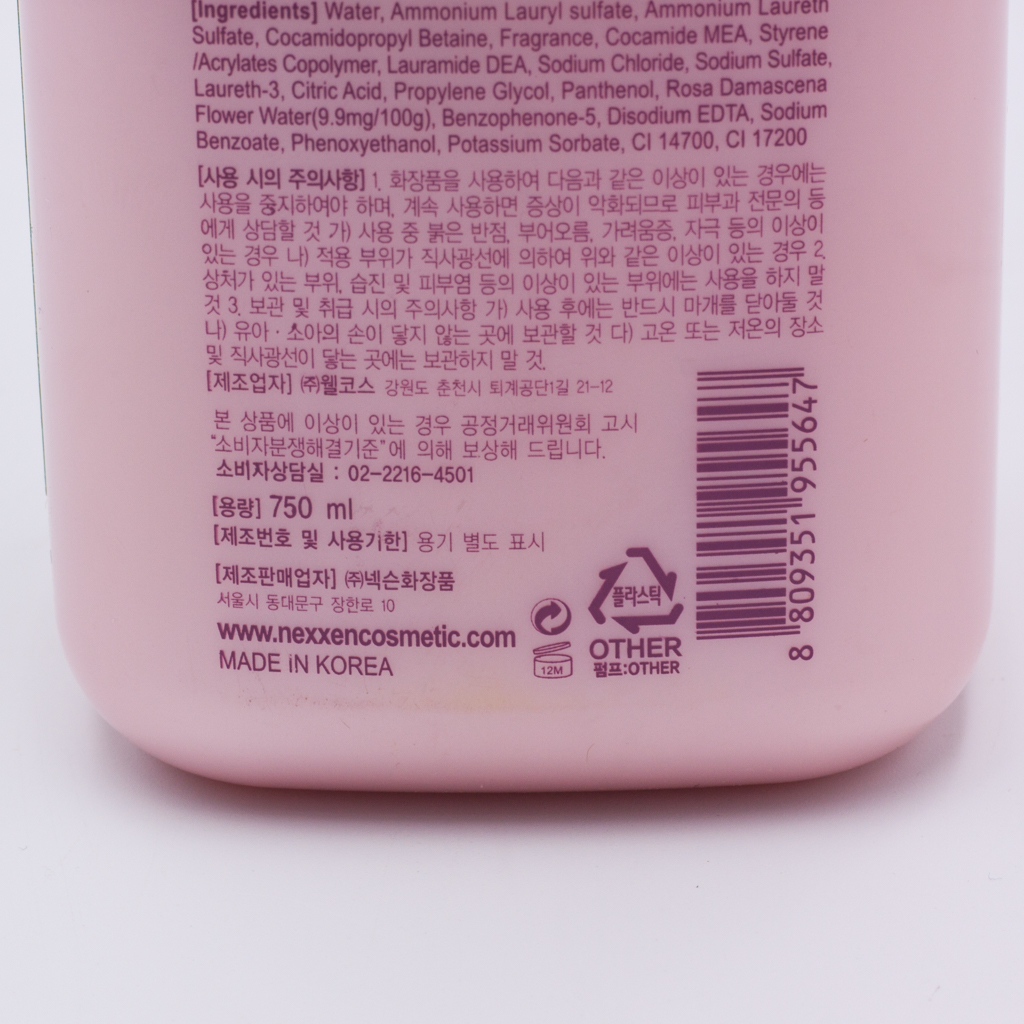 [Ingredients] Water, Ammonium Lauryl sulfate, Ammonium Laureth
Sulfate, Cocamidopropyl Betaine, Fragrance, Cocamide MEA, Styrene
/Acrylates Copolymer, Lauramide DEA, Sodium Chloride, Sodium Sulfate,
Laureth-3, Citric Acid, Propylene Glycol, Panthenol, Rosa Damascena
Flower Water(9.9mg/100g), Benzophenone-5, Disodium EDTA, Sodium
Benzoate, Phenoxyethanol, Potassium Sorbate, CI 14700, CI 17200
[사용 시의 주의사항] 1. 화장품을 사용하여 다음과 같은 이상이 있는 경우에는
사용을 중지하여야 하며, 계속 사용하면 증상이 악화되므로 피부과 전문의 등
에게 상담할 것 가) 사용 중 붉은 반점, 부어오름, 가려움증, 자극 등의 이상이
있는 경우 나) 적용 부위가 직사광선에 의하여 위와 같은 이상이 있는 경우 2.
상처가 있는 부위, 습진 및 피부염 등의 이상이 있는 부위에는 사용을 하지 말
것 3. 보관 및 취급 시의 주의사항 가) 사용 후에는 반드시 마개를 닫아둘 것
나) 유아·소아의 손이 닿지 않는 곳에 보관할 것 다) 고온 또는 저온의 장소
및 직사광선이 닿는 곳에는 보관하지 말 것.
[제조업자] ㈜웰코스 강원도 춘천시 퇴계공단1길 21-12
본 상품에 이상이 있는 경우 공정거래위원회 고시
"소비자분쟁해결기준"에 의해 보상해 드립니다.
소비자상담실 : 02-2216-4501
[용량] 750 ml
[제조번호 및 사용기한] 용기 별도 표시
[제조판매업자] ㈜넥슨화장품
서울시 동대문구 장한로 10
www.nexxencosmetic.com
MADE iN KOREA
12M
플라스틱
OTHER
펌프:OTHER
8 809351 955647